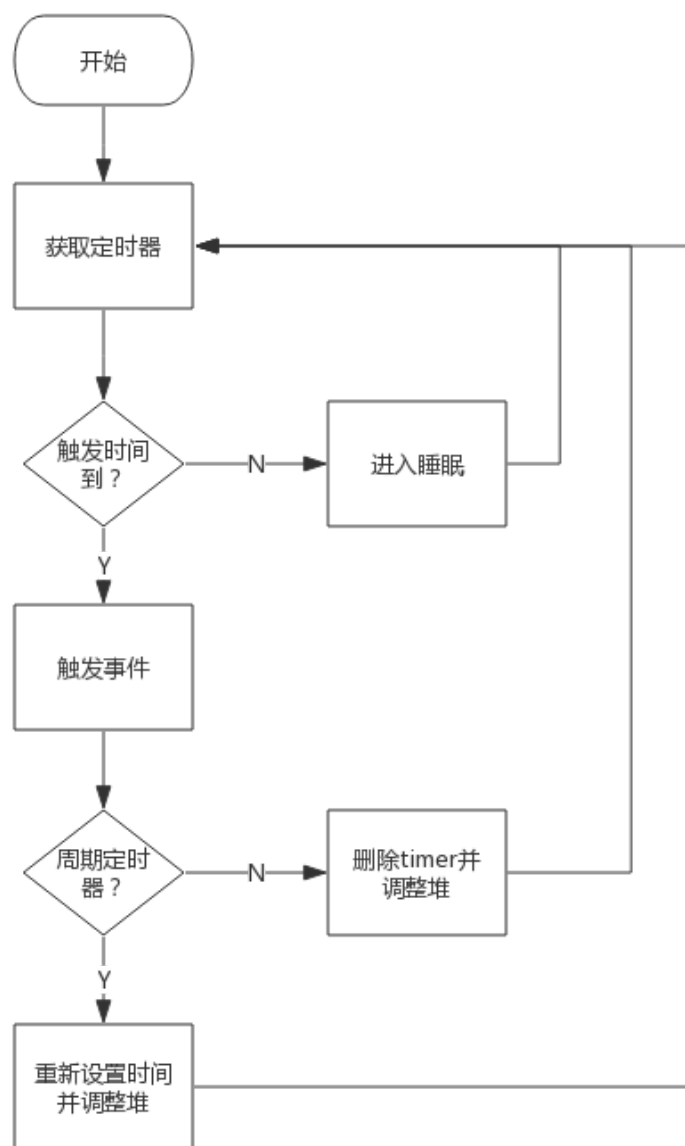 开始
获取定时器
触发时间
到？
N
进入睡眠
Y
触发事件
周期定时
器？
N
删除timer并
调整堆
Y
重新设置时间
并调整堆